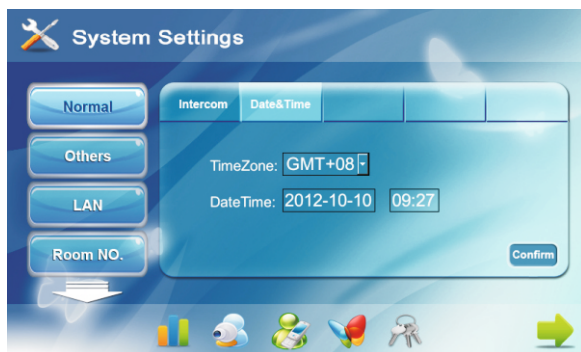 System Settings
Normal
Others
LAN
Room NO.
Intercom Date&Time
TimeZone: GMT+08
DateTime: 2012-10-10 09:27
Confirm